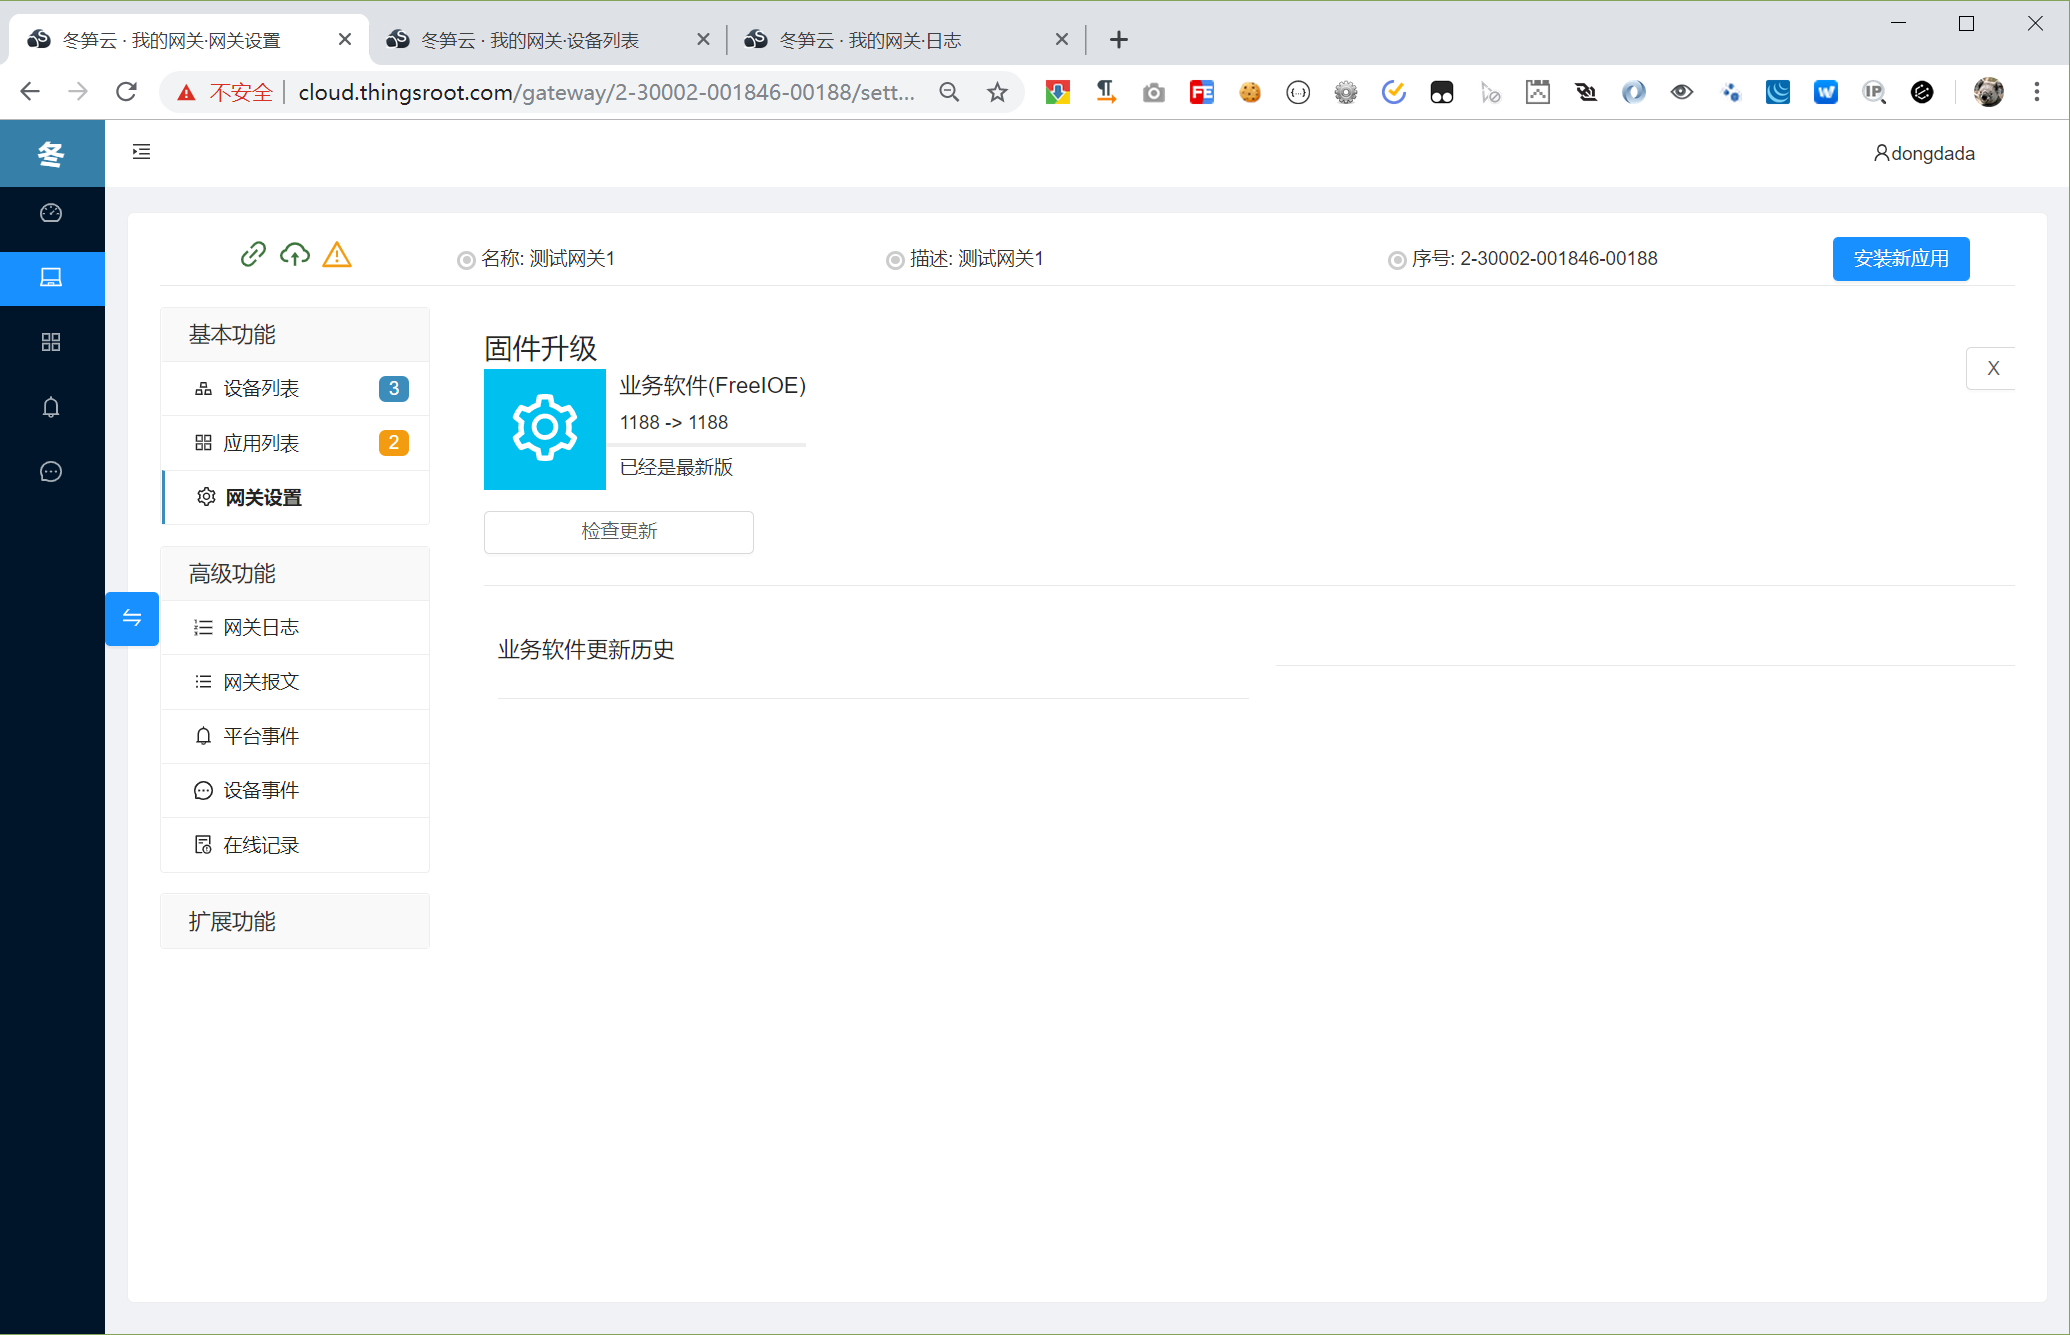 冬笋云 · 我的网关·网关设置
冬笋云 · 我的网关·设备列表
冬笋云 · 我的网关·日志
不安全
cloud.thingsroot.com/gateway/2-30002-001846-00188/sett...
冬
dongdada
名称: 测试网关1
描述: 测试网关1
序号: 2-30002-001846-00188
安装新应用
基本功能
设备列表 3
应用列表 2
网关设置
高级功能
网关日志
网关报文
平台事件
设备事件
在线记录
扩展功能
固件升级
X
业务软件(FreeIOE)
1188 -> 1188
已经是最新版
检查更新
业务软件更新历史